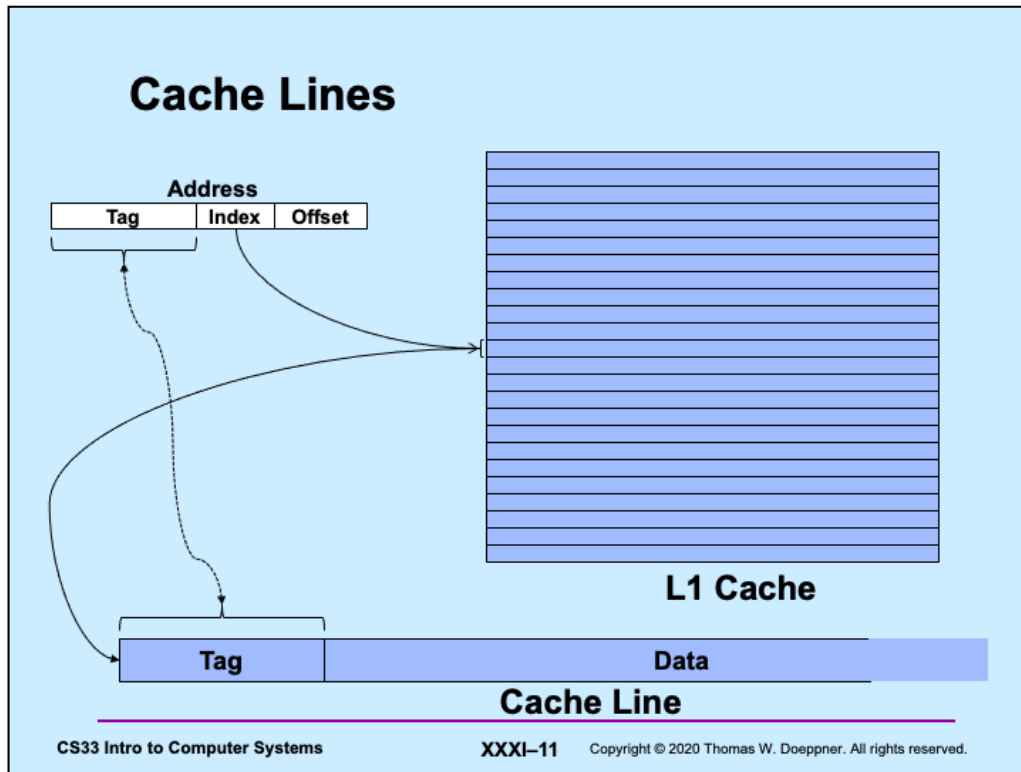 Cache Lines
Address
Tag Index Offset
L1 Cache
Tag Data
Cache Line
CS33 Intro to Computer Systems XXXI–11 Copyright © 2020 Thomas W. Doeppner. All rights reserved.